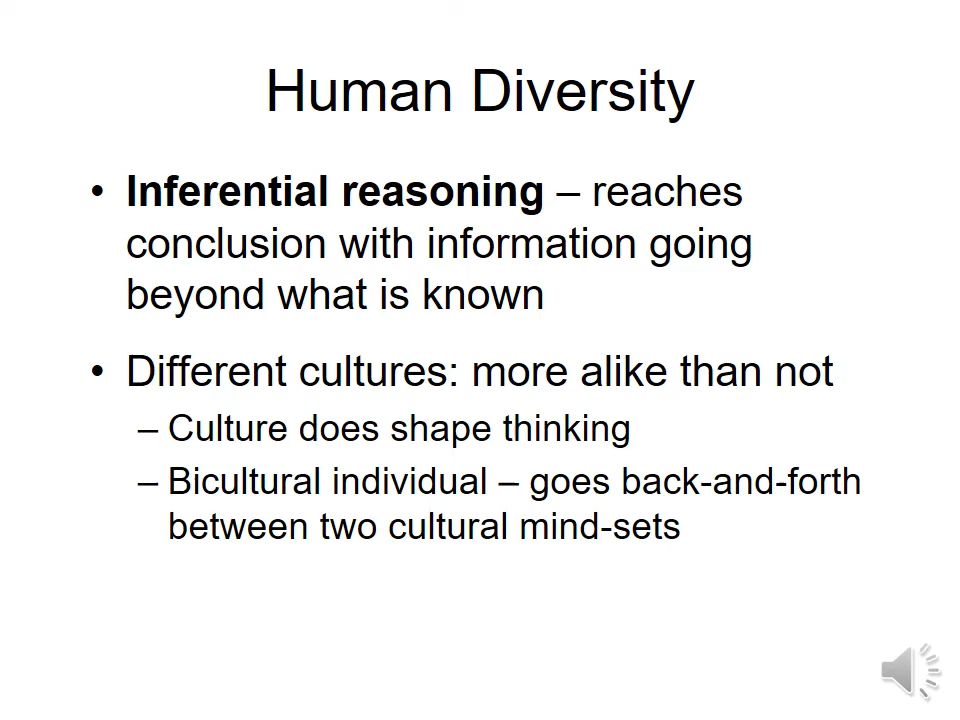 Human Diversity
• Inferential reasoning – reaches
conclusion with information going
beyond what is known
• Different cultures: more alike than not
– Culture does shape thinking
– Bicultural individual – goes back-and-forth
between two cultural mind-sets